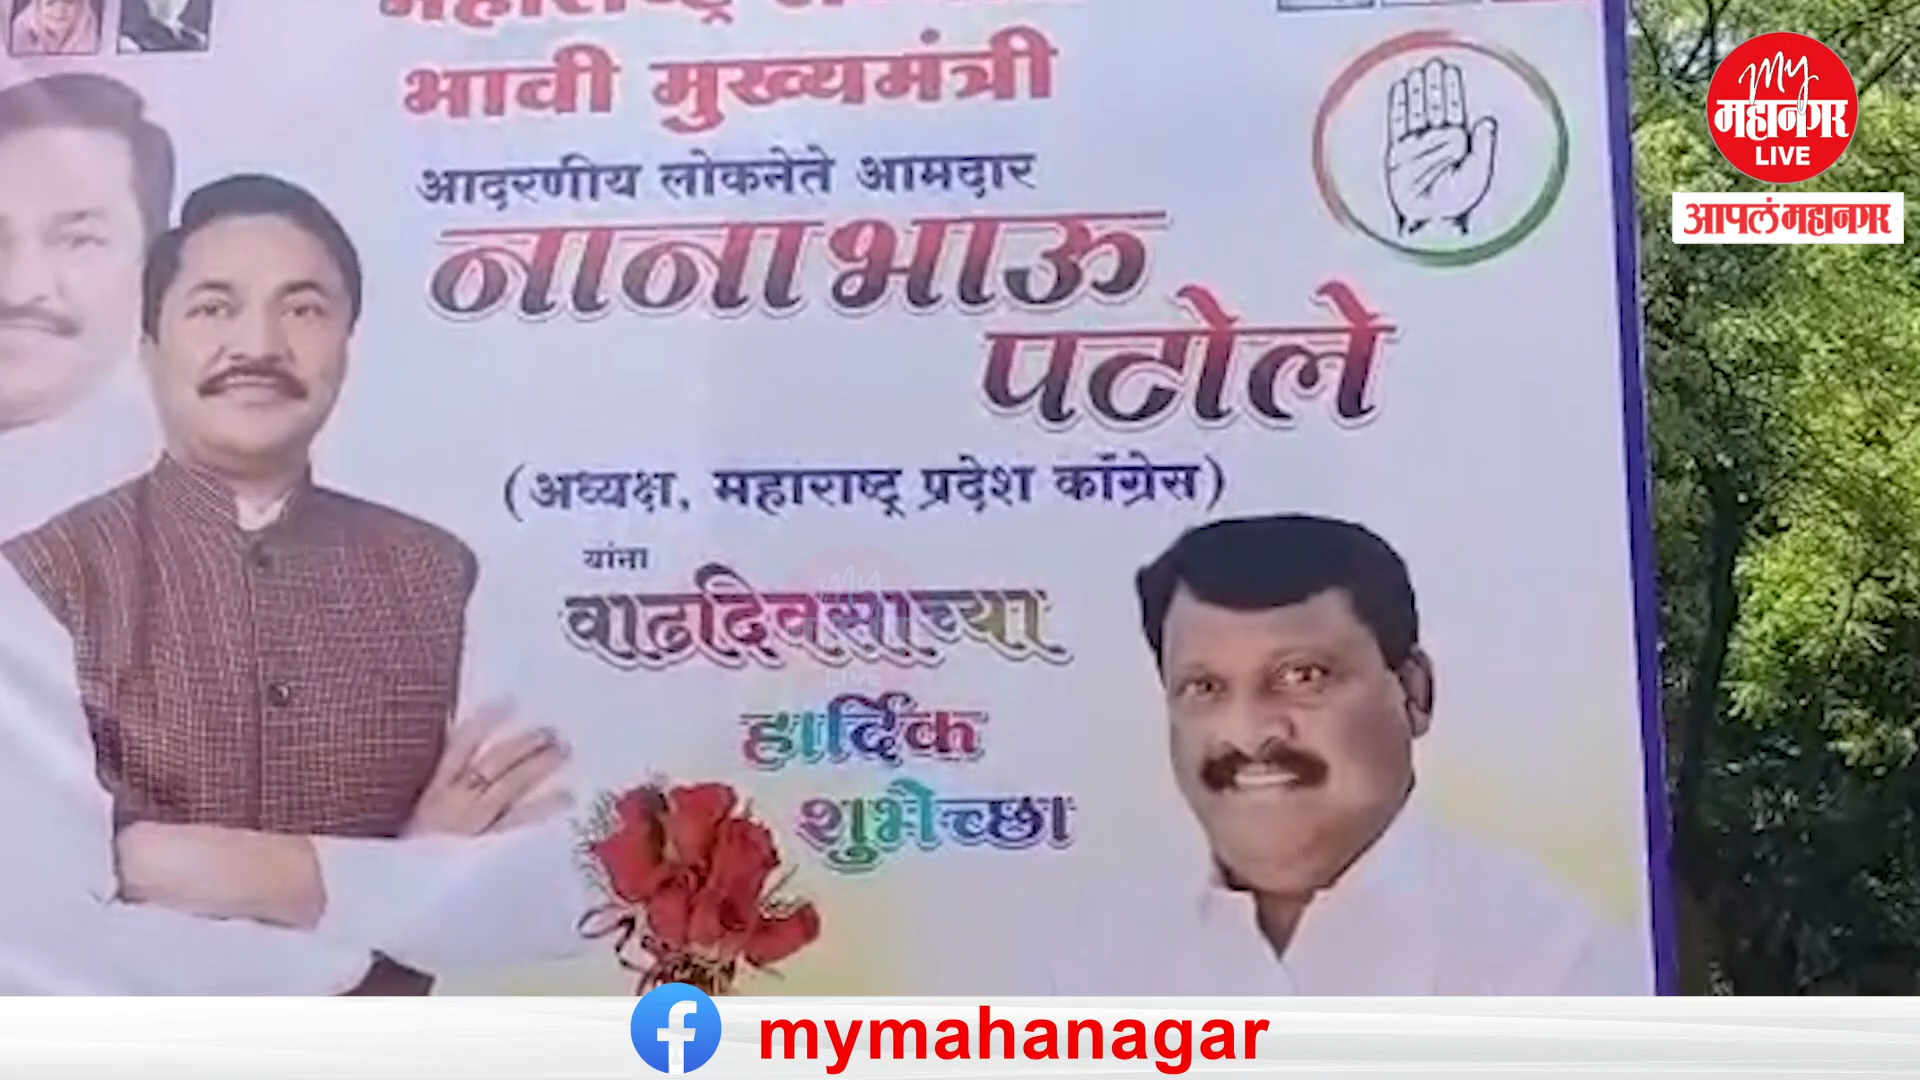 भावी मुख्यमंत्री
आदरणीय लोकनेते आमदार
नानाभाऊ
पटोले
(अध्यक्ष, महाराष्ट्र प्रदेश काँग्रेस)
यांना
वाढदिवसाच्या
हार्दिक
शुभेच्छा
My
महानगर
LIVE
आपलं महानगर
mymahanagar